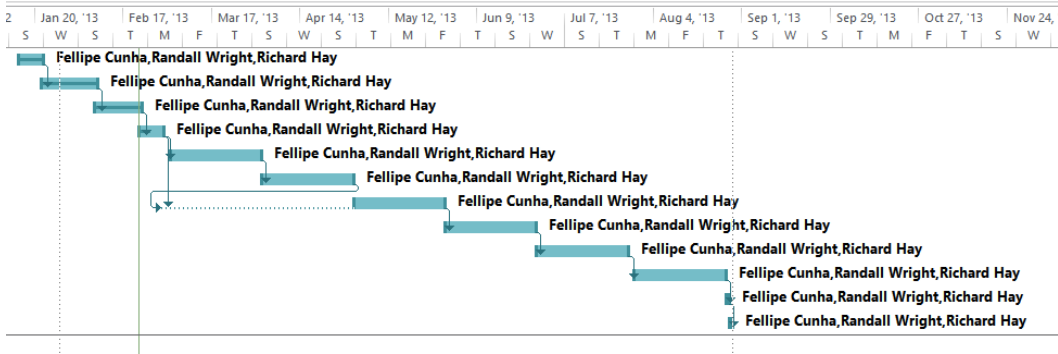 2 Jan 20, '13 Feb 17, '13 Mar 17, '13 Apr 14, '13 May 12, '13 Jun 9, '13 Jul 7, '13 Aug 4, '13 Sep 1, '13 Sep 29, '13 Oct 27, '13 Nov 24,
S W S T M F T S W S T M F T S W S T M F T S W S T M F T S W S T M F T S W
Fellipe Cunha,Randall Wright,Richard Hay
Fellipe Cunha,Randall Wright,Richard Hay
Fellipe Cunha,Randall Wright,Richard Hay
Fellipe Cunha,Randall Wright,Richard Hay
Fellipe Cunha,Randall Wright,Richard Hay
Fellipe Cunha,Randall Wright,Richard Hay
Fellipe Cunha,Randall Wright,Richard Hay
Fellipe Cunha,Randall Wright,Richard Hay
Fellipe Cunha,Randall Wright,Richard Hay
Fellipe Cunha,Randall Wright,Richard Hay
Fellipe Cunha,Randall Wright,Richard Hay
Fellipe Cunha,Randall Wright,Richard Hay